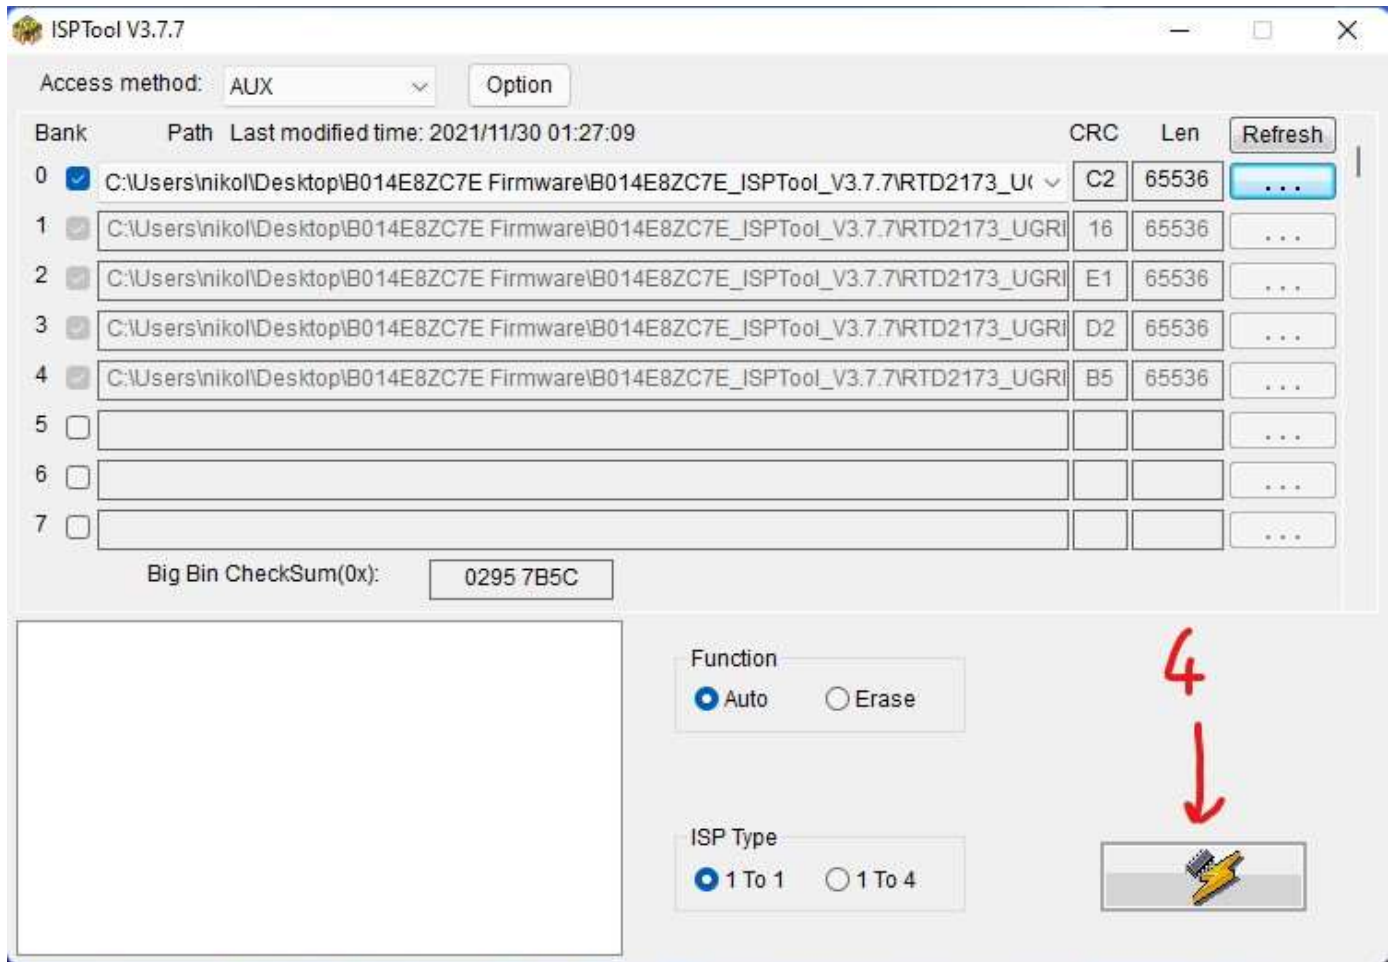 ISPTool V3.7.7
Access method: AUX Option
Bank Path Last modified time: 2021/11/30 01:27:09 CRC Len Refresh
0 C:\Users\nikol\Desktop\B014E8ZC7E Firmware\B014E8ZC7E_ISPTool_V3.7.7\RTD2173_U C2 65536 ...
1 C:\Users\nikol\Desktop\B014E8ZC7E Firmware\B014E8ZC7E_ISPTool_V3.7.7\RTD2173_UGRI 16 65536 ...
2 C:\Users\nikol\Desktop\B014E8ZC7E Firmware\B014E8ZC7E_ISPTool_V3.7.7\RTD2173_UGRI E1 65536 ...
3 C:\Users\nikol\Desktop\B014E8ZC7E Firmware\B014E8ZC7E_ISPTool_V3.7.7\RTD2173_UGRI D2 65536 ...
4 C:\Users\nikol\Desktop\B014E8ZC7E Firmware\B014E8ZC7E_ISPTool_V3.7.7\RTD2173_UGRI B5 65536 ...
5 ...
6 ...
7 ...
Big Bin CheckSum(0x): 0295 7B5C
Function
Auto Erase
4
ISP Type
1 To 1 1 To 4